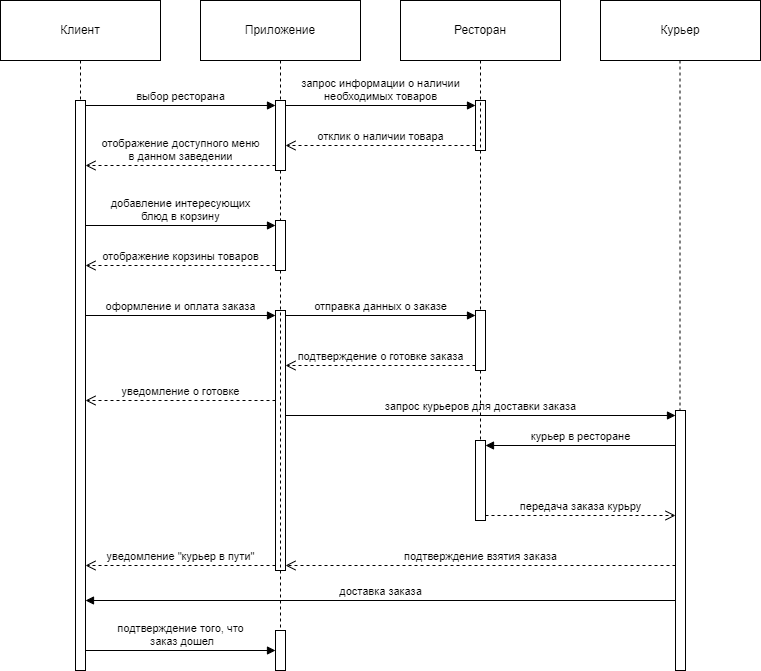 Клиент
Приложение
Ресторан
Курьер
выбор ресторана
запрос информации о наличии
необходимых товаров
отклик о наличии товара
отображение доступного меню
в данном заведении
добавление интересующих
блюд в корзину
отображение корзины товаров
оформление и оплата заказа
отправка данных о заказе
подтверждение о готовке заказа
уведомление о готовке
запрос курьеров для доставки заказа
курьер в ресторане
передача заказа курьру
уведомление "курьер в пути"
подтверждение взятия заказа
доставка заказа
подтверждение того, что
заказ дошел